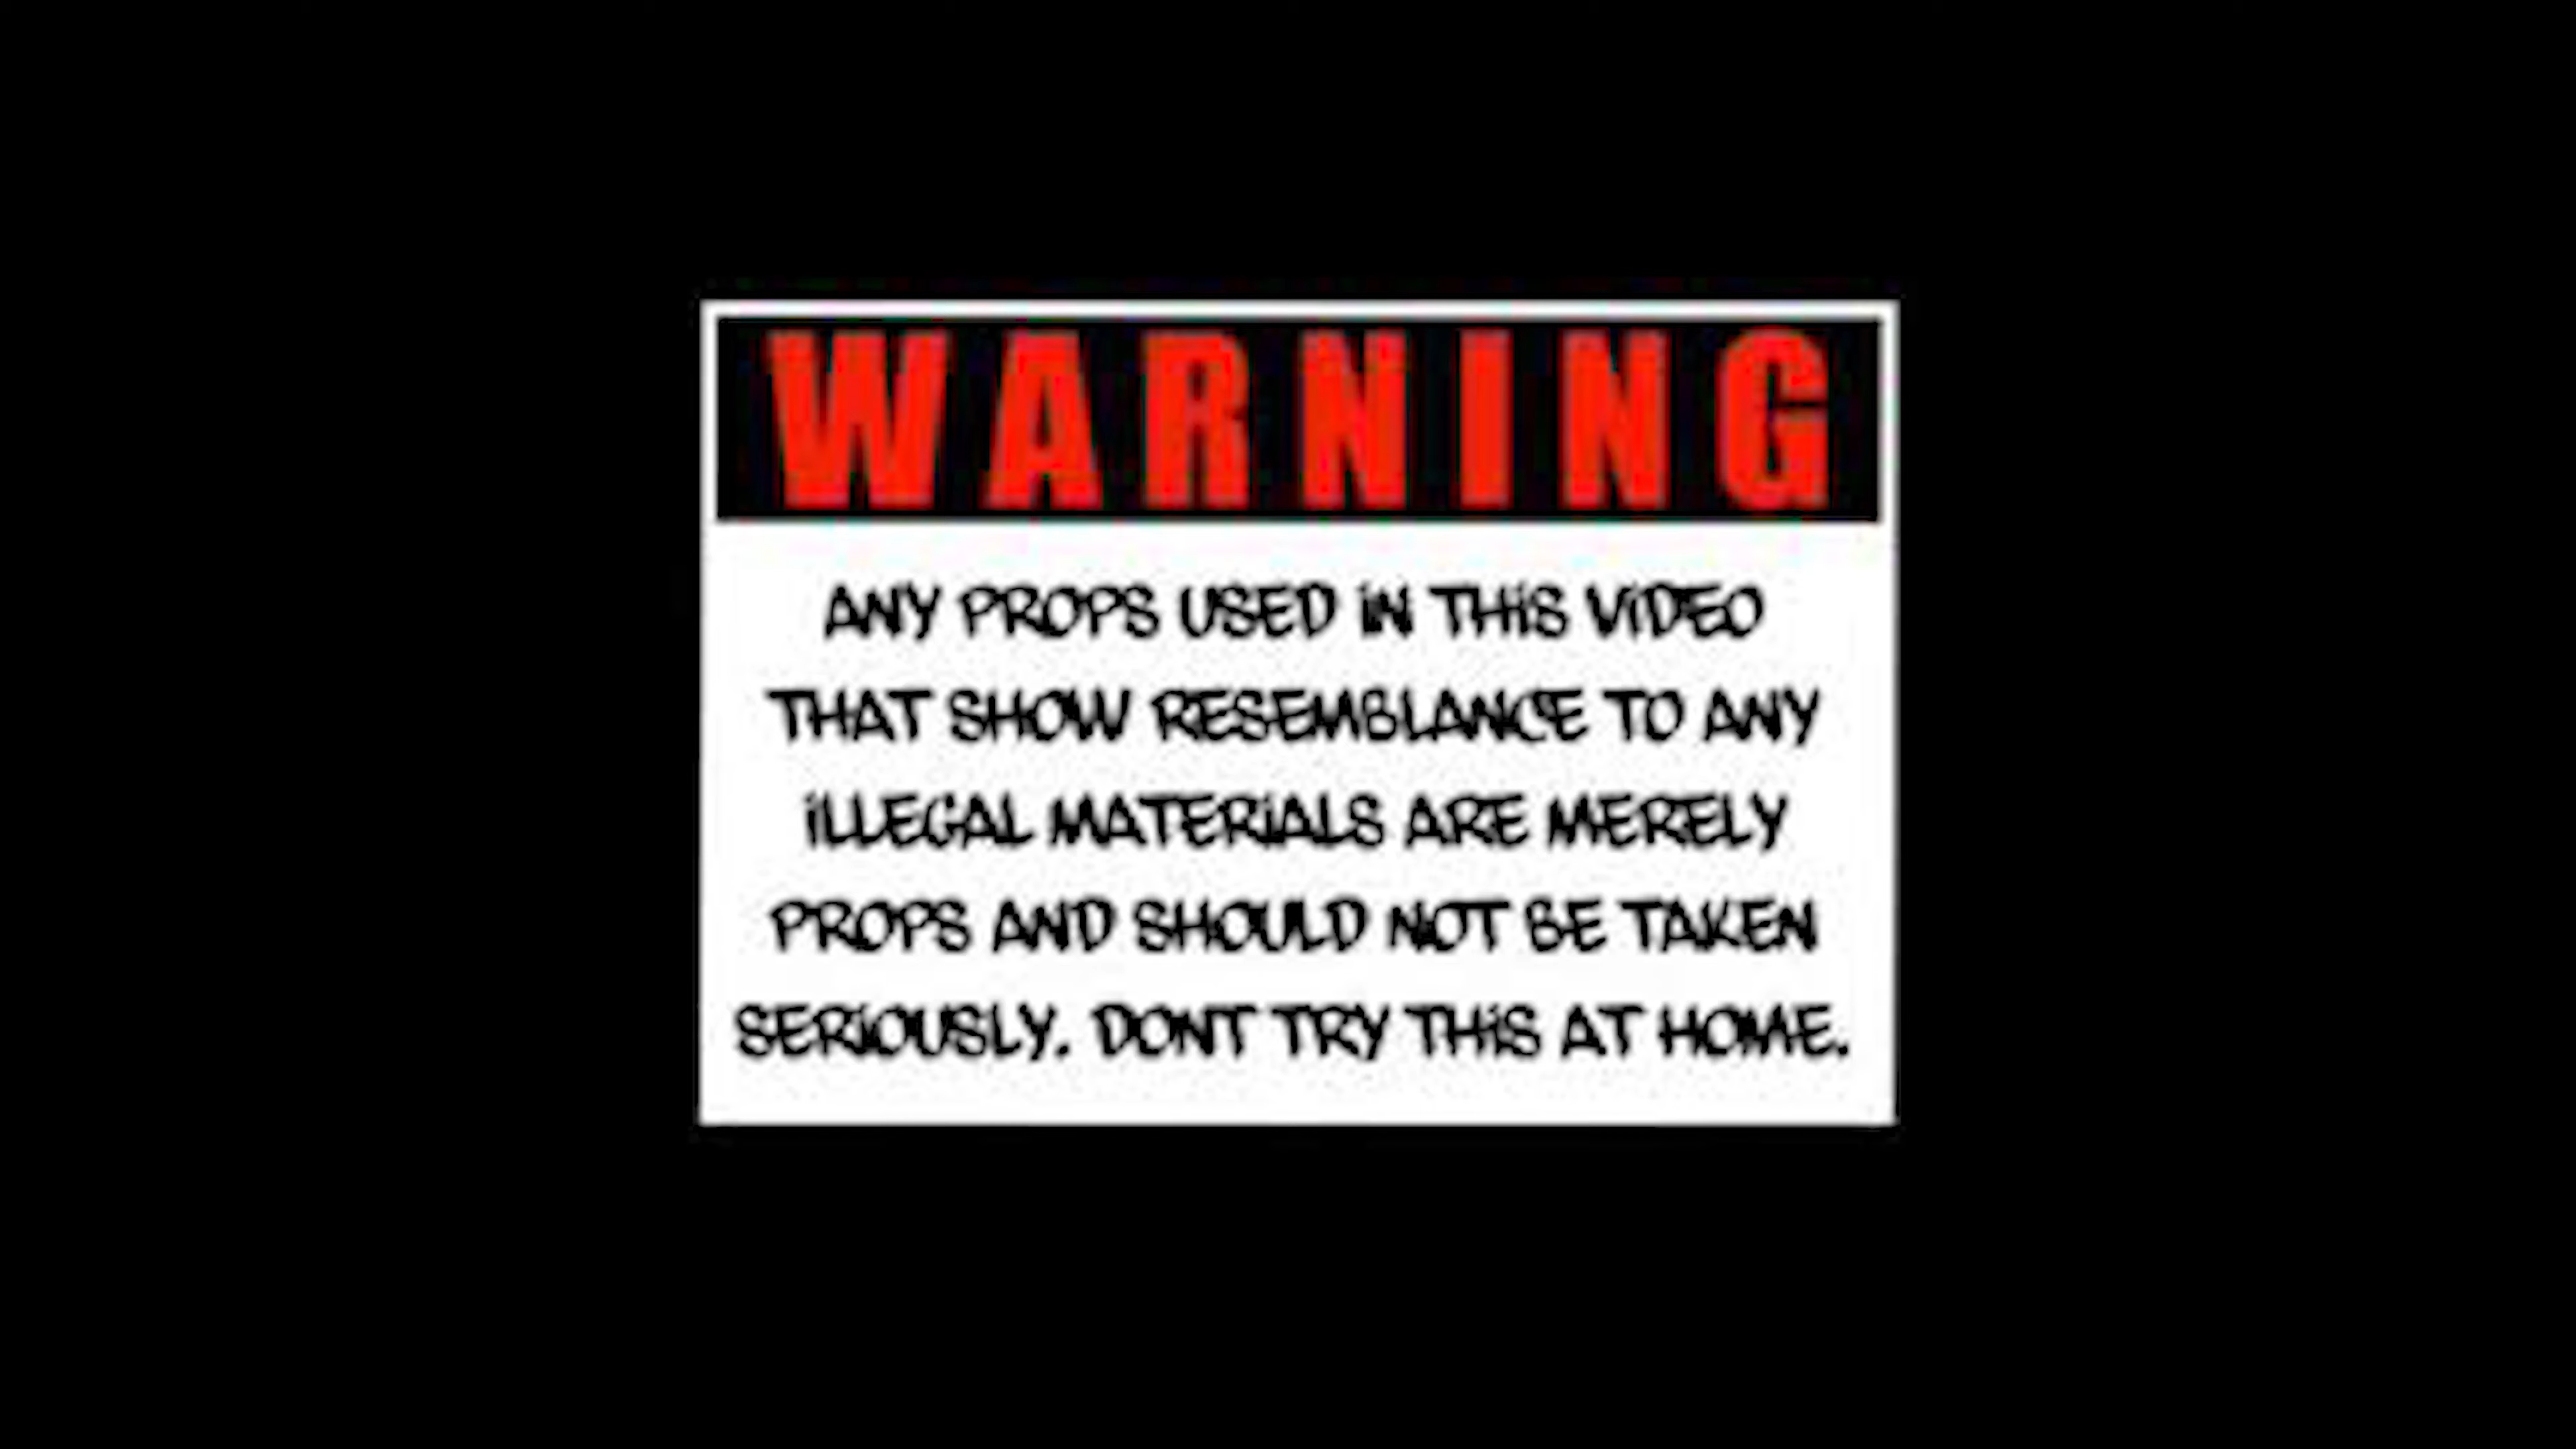 WARNING
ANY PROPS USED iN THiS ViDEO
THAT SHOW RESEMBLANCE TO ANY
iLLEGAL MATERiALS ARE MERELY
PROPS AND SHOULD NOT BE TAKEN
SERiOUSLY. DONT TRY THiS AT HOME.